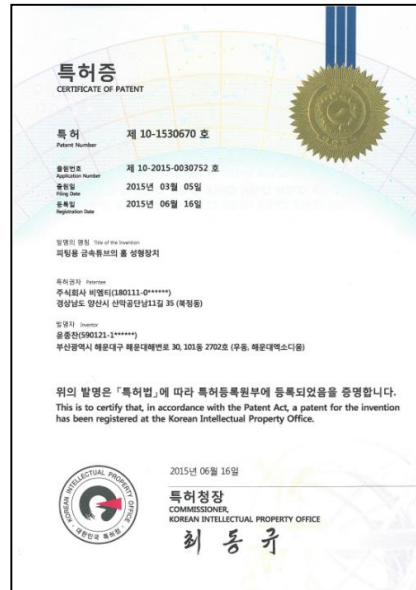 특허증
CERTIFICATE OF PATENT
특 허 제 10-1530670 호
Patent Number
출원번호 제 10-2015-0030752 호
Application Number
출원일 2015년 03월 05일
Filing Date
등록일 2015년 06월 16일
Registration Date
발명의 명칭 Title of the Invention
피팅용 금속튜브의 홈 성형장치
특허권자 Patentee
주식회사 비엠티(180111-0******)
경상남도 양산시 산막공단남11길 35 (북정동)
발명자 Inventor
윤종찬(590121-1******)
부산광역시 해운대구 해운대해변로 30, 101동 2702호 (우동, 해운대엑소디움)
위의 발명은 「특허법」에 따라 특허등록원부에 등록되었음을 증명합니다.
This is to certify that, in accordance with the Patent Act, a patent for the invention
has been registered at the Korean Intellectual Property Office.
2015년 06월 16일
특허청장
COMMISSIONER,
KOREAN INTELLECTUAL PROPERTY OFFICE
최동규
KOREAN INTELLECTUAL PROPERTY OFFICE
대한민국 특허청